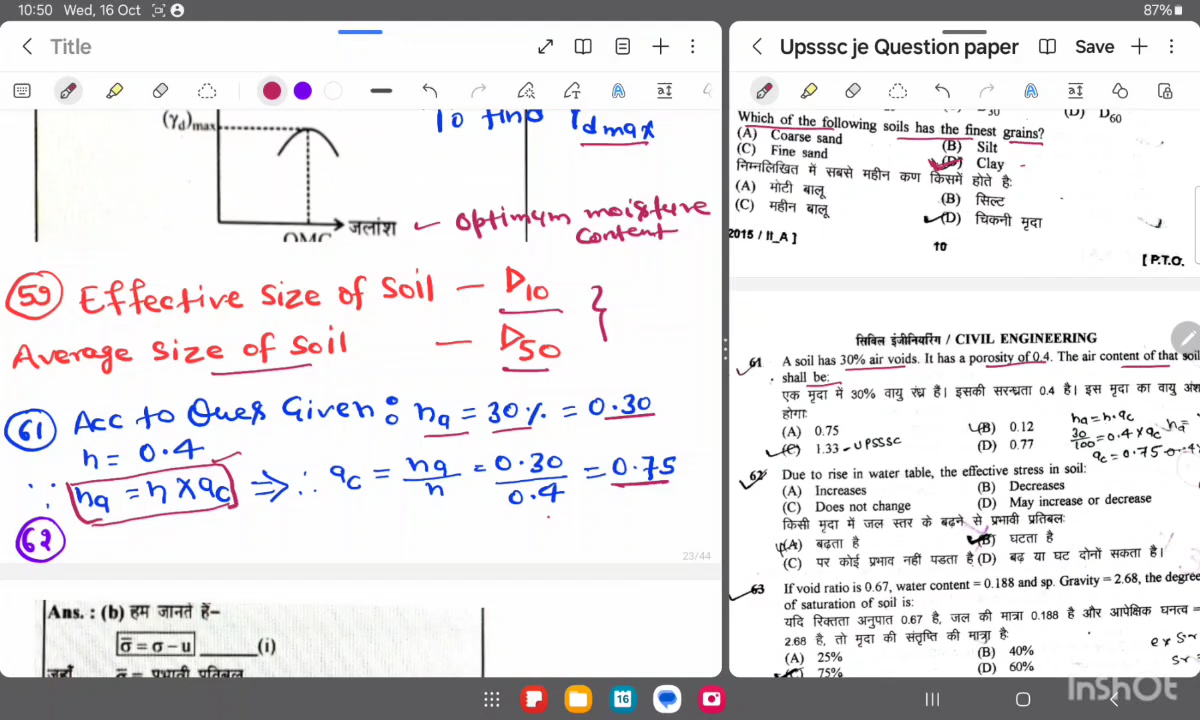 10:50 Wed, 16 Oct
87%
Title
(γd)max
To find γdmax
जलांश
OMC
optimum moisture content
59 Effective Size of Soil - D10
Average Size of Soil - D50
61 Acc to Ques Given: na = 30% = 0.30
n = 0.4
∵ na = n × ac ⇒ ∴ ac = na/n = 0.30/0.4 = 0.75
62
23/44
Ans. : (b) हम जानते हैं–
σ̄ = σ – u (i)
जहाँ σ̄ = प्रभावी प्रतिबल
Upsssc je Question paper
Save
D30 (D) D60
Which of the following soils has the finest grains?
(A) Coarse sand (B) Silt
(C) Fine sand (D) Clay
निम्नलिखित में सबसे महीन कण किसमें होते हैः
(A) मोटी बालू (B) सिल्ट
(C) महीन बालू (D) चिकनी मृदा
2015 / II_A ]
10
[ P.T.O.
सिविल इंजीनियरिंग / CIVIL ENGINEERING
61 A soil has 30% air voids. It has a porosity of 0.4. The air content of that soil
shall be:
एक मृदा में 30% वायु रंध्र हैं। इसकी सरन्ध्रता 0.4 है। इस मृदा का वायु अंश
होगाः
(A) 0.75 (B) 0.12
(C) 1.33 - UPSSSC (D) 0.77
na = n·ac
30/100 = 0.4 × ac
ac = 0.75
62 Due to rise in water table, the effective stress in soil:
(A) Increases (B) Decreases
(C) Does not change (D) May increase or decrease
किसी मृदा में जल स्तर के बढ़ने से प्रभावी प्रतिबलः
(A) बढ़ता है (B) घटता है
(C) पर कोई प्रभाव नहीं पडता है (D) बढ़ या घट दोनों सकता है।
63 If void ratio is 0.67, water content = 0.188 and sp. Gravity = 2.68, the degree
of saturation of soil is:
यदि रिक्तता अनुपात 0.67 है, जल की मात्रा 0.188 है और आपेक्षिक घनत्व =
2.68 है, तो मृदा की संतृप्ति की मात्रा हैः
(A) 25% (B) 40%
75% (D) 60%
16
InShOt